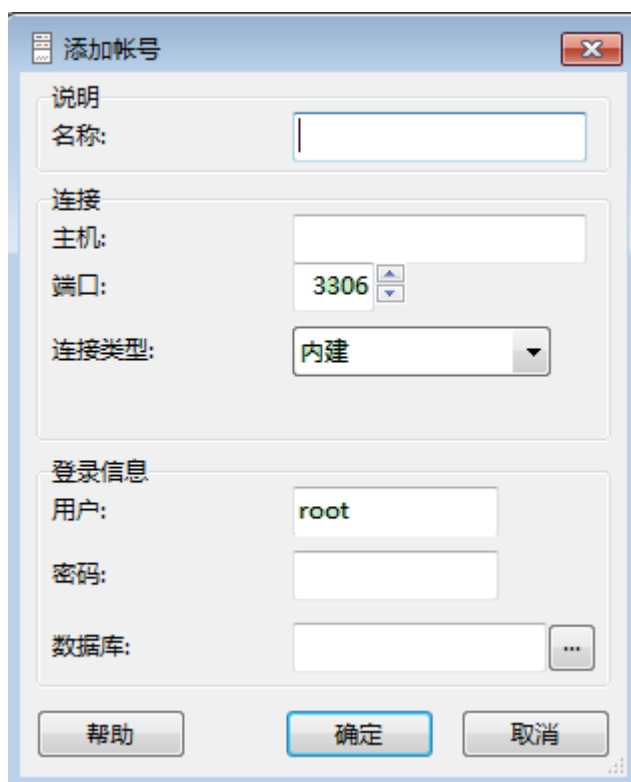 添加帐号
说明
名称:
连接
主机:
端口: 3306
连接类型: 内建
登录信息
用户: root
密码:
数据库: ...
帮助 确定 取消